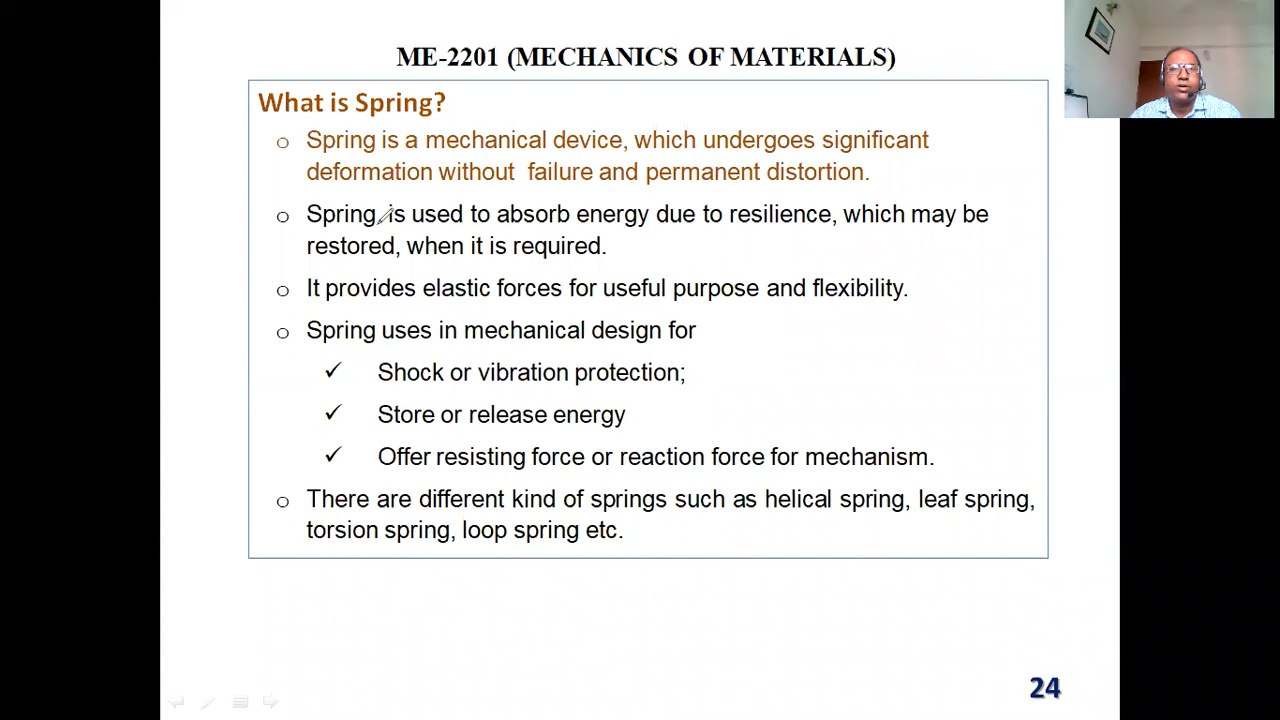 ME-2201 (MECHANICS OF MATERIALS)
What is Spring?
o Spring is a mechanical device, which undergoes significant
deformation without failure and permanent distortion.
o Spring is used to absorb energy due to resilience, which may be
restored, when it is required.
o It provides elastic forces for useful purpose and flexibility.
o Spring uses in mechanical design for
✓ Shock or vibration protection;
✓ Store or release energy
✓ Offer resisting force or reaction force for mechanism.
o There are different kind of springs such as helical spring, leaf spring,
torsion spring, loop spring etc.
24